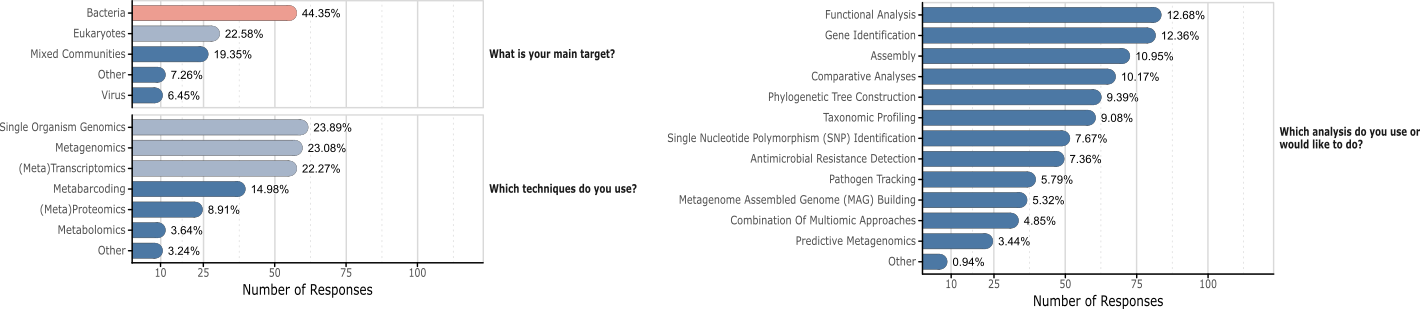 Bacteria 44.35%
Eukaryotes 22.58%
Mixed Communities 19.35%
Other 7.26%
Virus 6.45%
What is your main target?
Single Organism Genomics 23.89%
Metagenomics 23.08%
(Meta)Transcriptomics 22.27%
Metabarcoding 14.98%
(Meta)Proteomics 8.91%
Metabolomics 3.64%
Other 3.24%
Which techniques do you use?
10 25 50 75 100
Number of Responses
Functional Analysis 12.68%
Gene Identification 12.36%
Assembly 10.95%
Comparative Analyses 10.17%
Phylogenetic Tree Construction 9.39%
Taxonomic Profiling 9.08%
Single Nucleotide Polymorphism (SNP) Identification 7.67%
Antimicrobial Resistance Detection 7.36%
Pathogen Tracking 5.79%
Metagenome Assembled Genome (MAG) Building 5.32%
Combination Of Multiomic Approaches 4.85%
Predictive Metagenomics 3.44%
Other 0.94%
Which analysis do you use or
would like to do?
10 25 50 75 100
Number of Responses